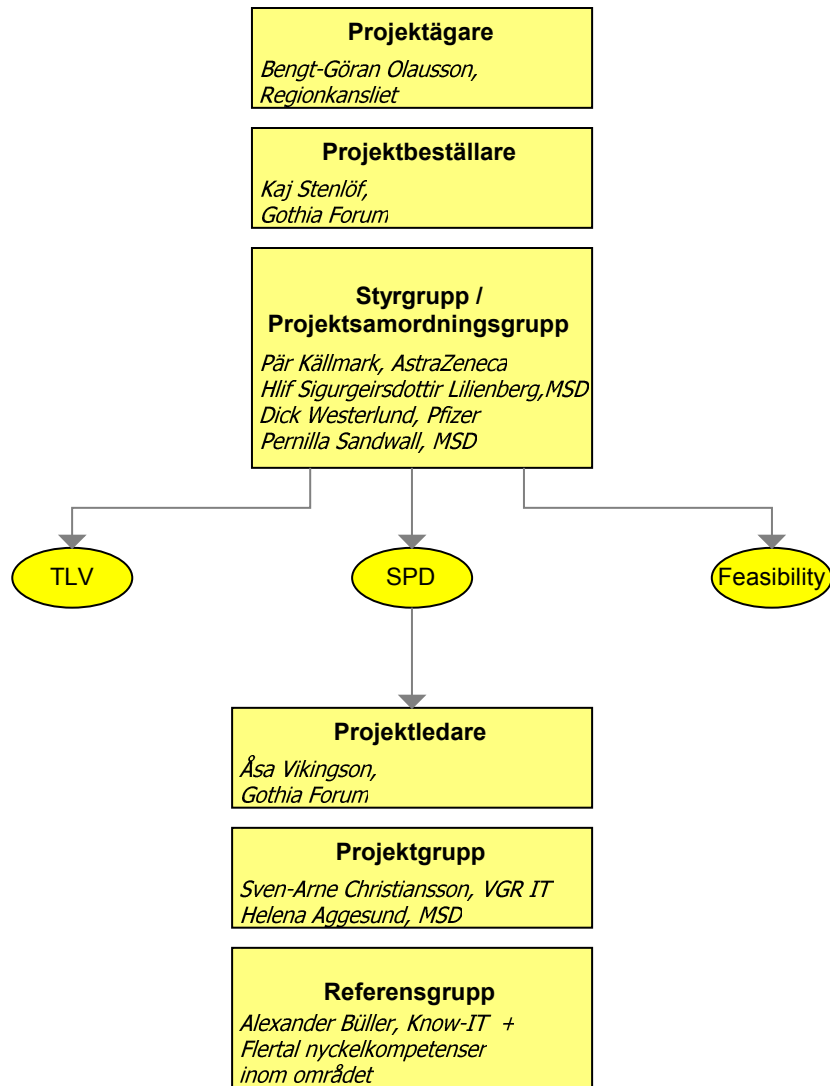 Projektägare
Bengt-Göran Olausson,
Regionkansliet
Projektbeställare
Kaj Stenlöf,
Gothia Forum
Styrgrupp /
Projektsamordningsgrupp
Pär Källmark, AstraZeneca
Hlif Sigurgeirsdottir Lilienberg,MSD
Dick Westerlund, Pfizer
Pernilla Sandwall, MSD
TLV
SPD
Feasibility
Projektledare
Åsa Vikingson,
Gothia Forum
Projektgrupp
Sven-Arne Christiansson, VGR IT
Helena Aggesund, MSD
Referensgrupp
Alexander Büller, Know-IT +
Flertal nyckelkompetenser
inom området